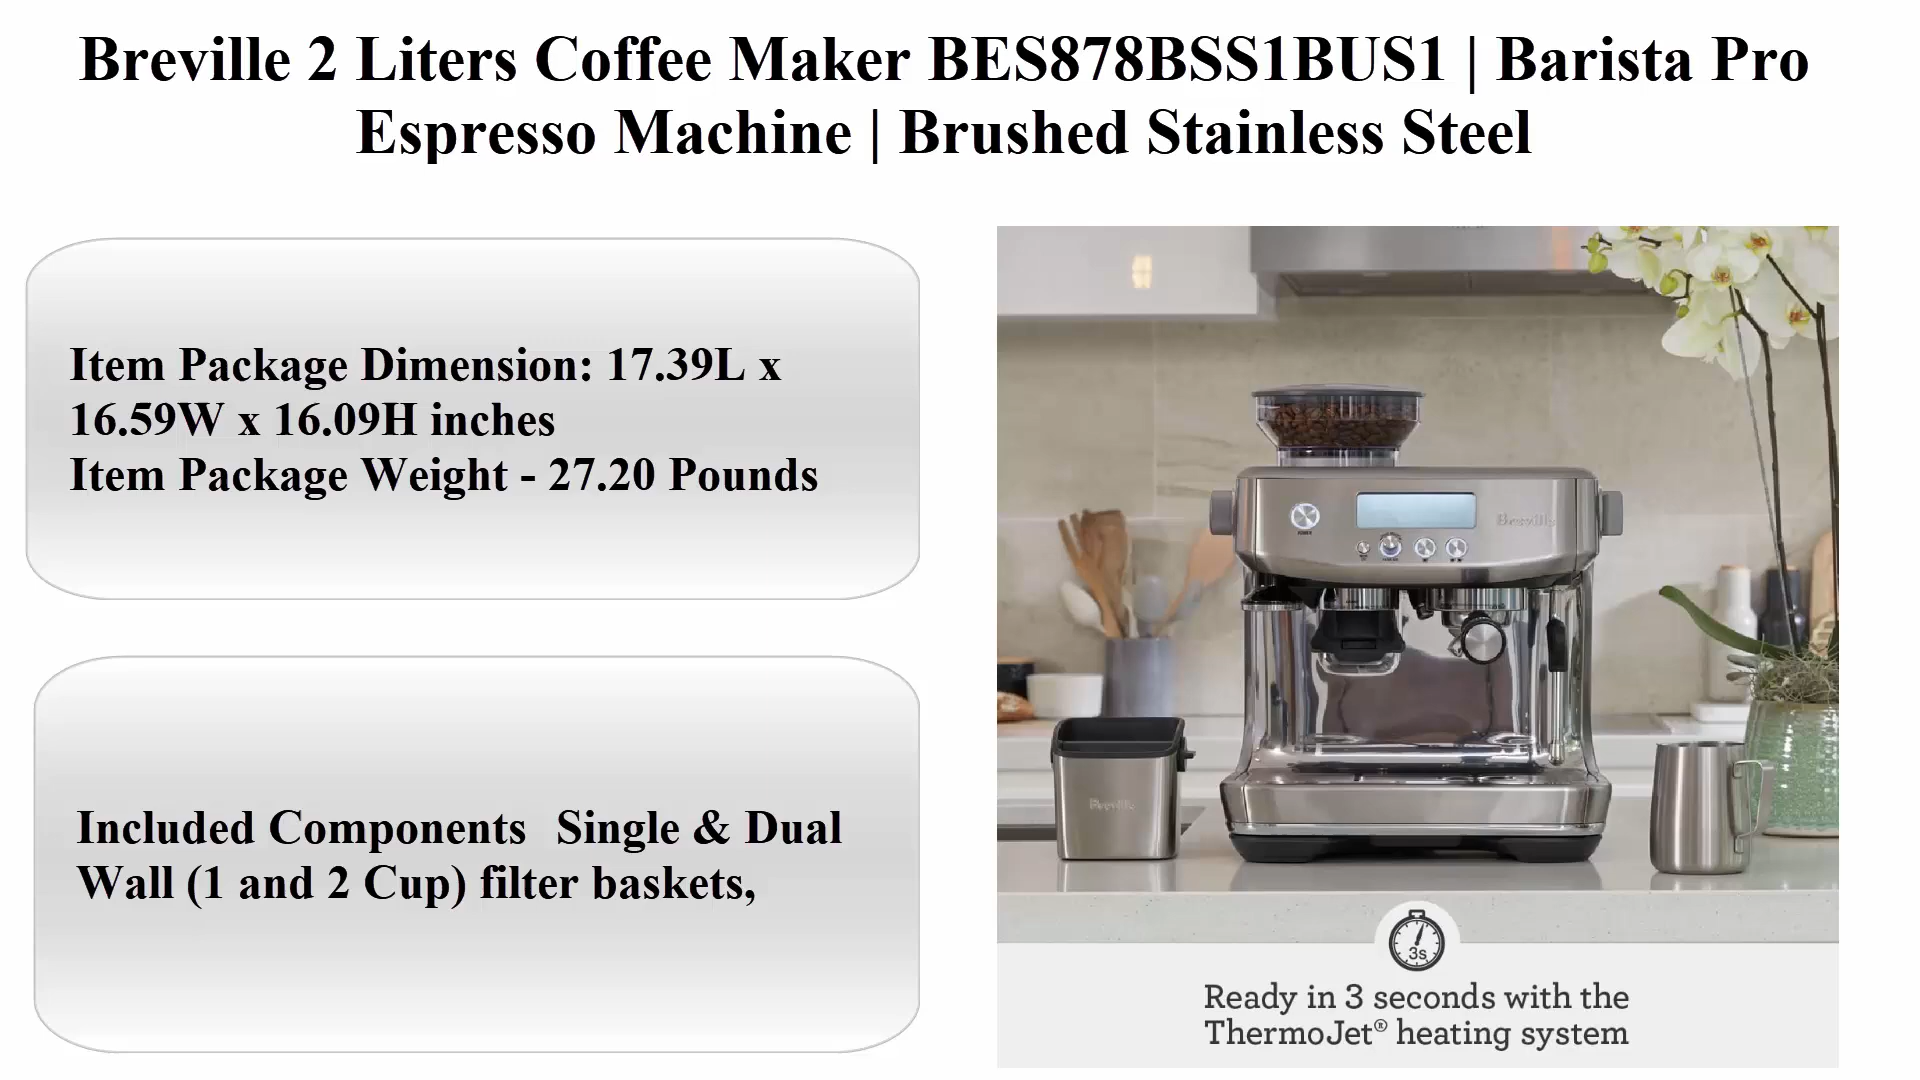 Breville 2 Liters Coffee Maker BES878BSS1BUS1 | Barista Pro
Espresso Machine | Brushed Stainless Steel
Item Package Dimension: 17.39L x
16.59W x 16.09H inches
Item Package Weight - 27.20 Pounds
Included Components  Single & Dual
Wall (1 and 2 Cup) filter baskets,
Breville
Breville
3s
Ready in 3 seconds with the
ThermoJet® heating system